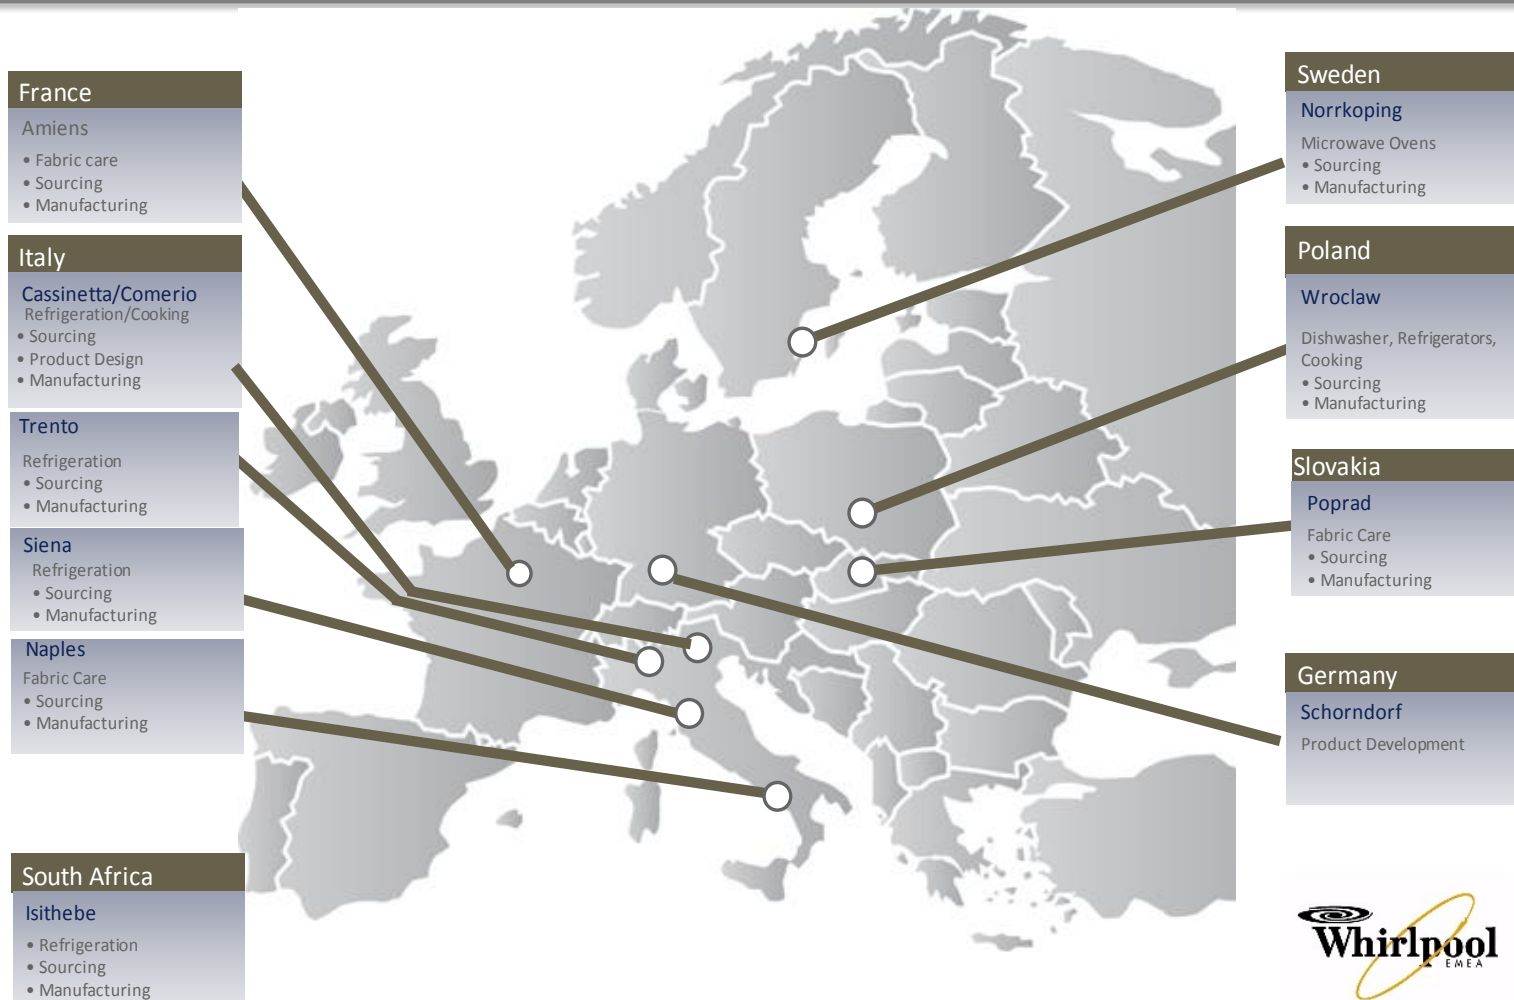 France
Amiens
• Fabric care
• Sourcing
• Manufacturing
Italy
Cassinetta/Comerio
Refrigeration/Cooking
• Sourcing
• Product Design
• Manufacturing
Trento
Refrigeration
• Sourcing
• Manufacturing
Siena
Refrigeration
• Sourcing
• Manufacturing
Naples
Fabric Care
• Sourcing
• Manufacturing
South Africa
Isithebe
• Refrigeration
• Sourcing
• Manufacturing
Sweden
Norrkoping
Microwave Ovens
• Sourcing
• Manufacturing
Poland
Wroclaw
Dishwasher, Refrigerators,
Cooking
• Sourcing
• Manufacturing
Slovakia
Poprad
Fabric Care
• Sourcing
• Manufacturing
Germany
Schorndorf
Product Development
Whirlpool
EMEA